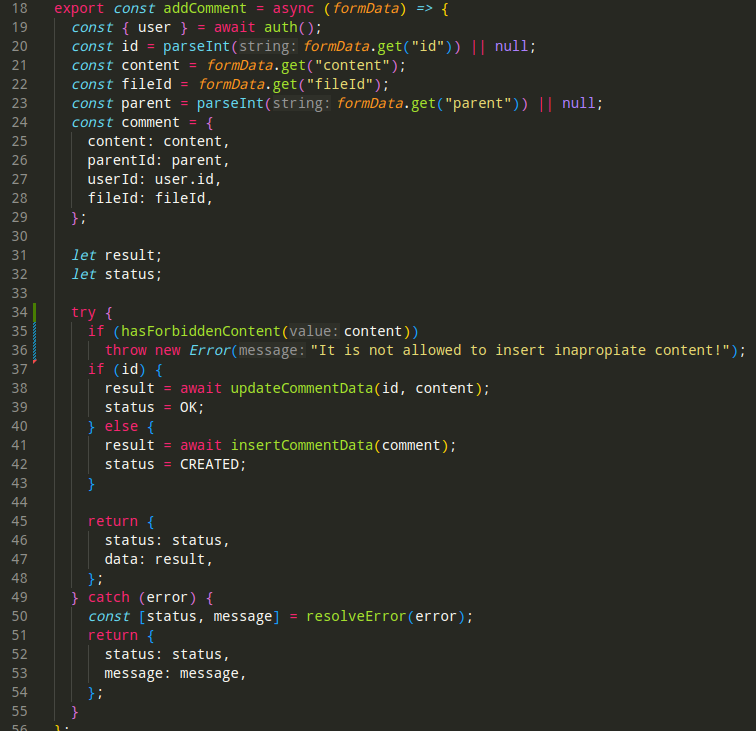 18 export const addComment = async (formData) => {
19 const { user } = await auth();
20 const id = parseInt(string: formData.get("id")) || null;
21 const content = formData.get("content");
22 const fileId = formData.get("fileId");
23 const parent = parseInt(string: formData.get("parent")) || null;
24 const comment = {
25 content: content,
26 parentId: parent,
27 userId: user.id,
28 fileId: fileId,
29 };
30
31 let result;
32 let status;
33
34 try {
35 if (hasForbiddenContent(value: content))
36 throw new Error(message: "It is not allowed to insert inapropiate content!");
37 if (id) {
38 result = await updateCommentData(id, content);
39 status = OK;
40 } else {
41 result = await insertCommentData(comment);
42 status = CREATED;
43 }
44
45 return {
46 status: status,
47 data: result,
48 };
49 } catch (error) {
50 const [status, message] = resolveError(error);
51 return {
52 status: status,
53 message: message,
54 };
55 }
56 };